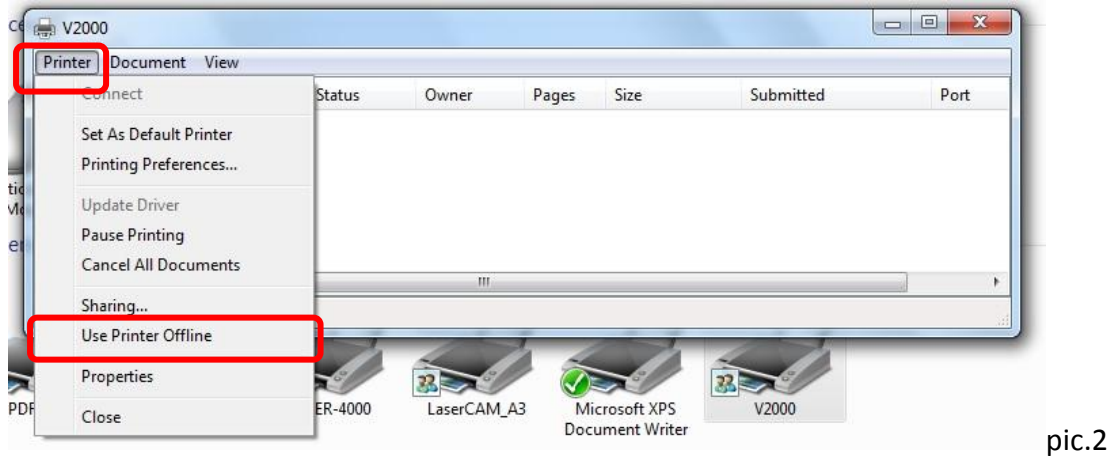 V2000
Printer Document View
Connect
Status Owner Pages Size Submitted Port
Set As Default Printer
Printing Preferences...
Update Driver
Pause Printing
Cancel All Documents
Sharing...
Use Printer Offline
Properties
Close
PDF
ER-4000
LaserCAM_A3
Microsoft XPS
Document Writer
V2000
pic.2